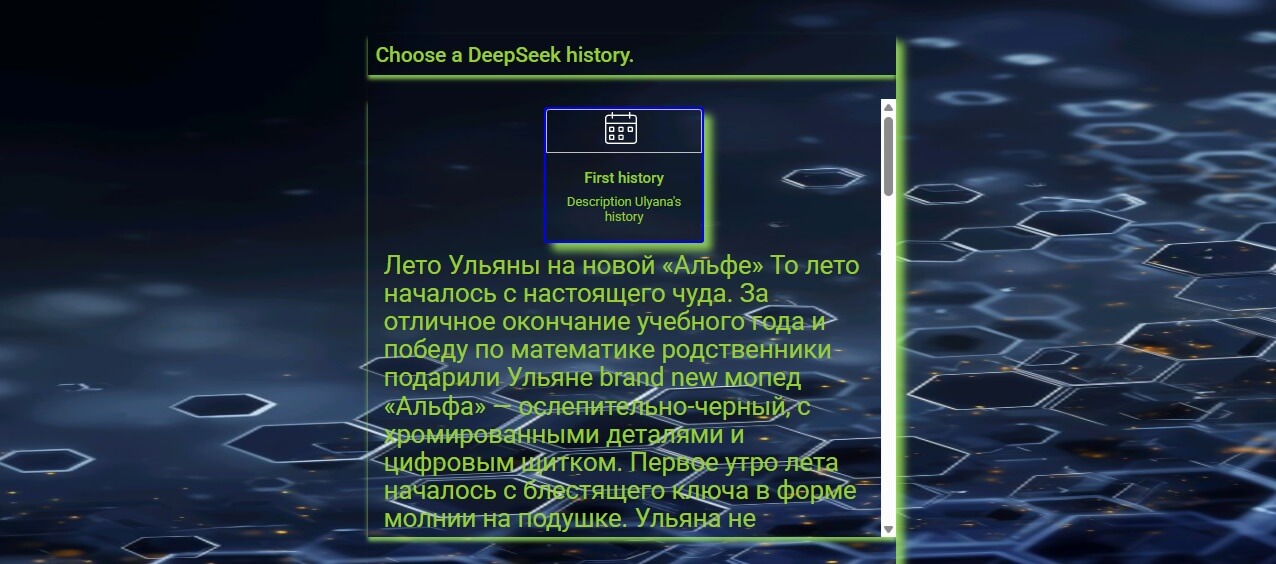 Choose a DeepSeek history.
First history
Description Ulyana's
history
Лето Ульяны на новой «Альфе» То лето
началось с настоящего чуда. За
отличное окончание учебного года и
победу по математике родственники
подарили Ульяне brand new мопед
«Альфа» — ослепительно-черный, с
хромированными деталями и
цифровым щитком. Первое утро лета
началось с блестящего ключа в форме
молнии на подушке. Ульяна не